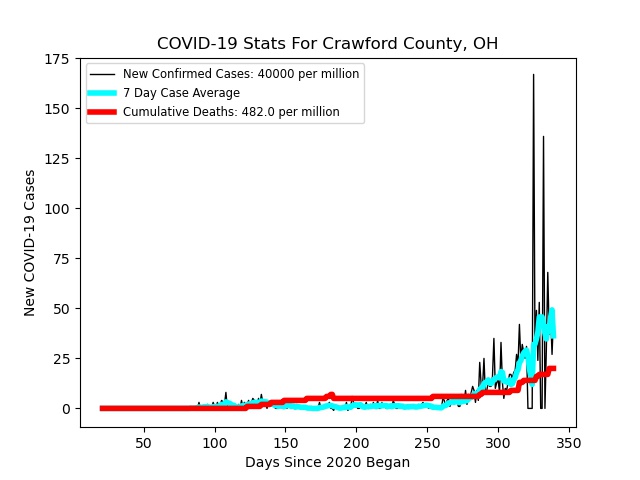 COVID-19 Stats For Crawford County, OH
New Confirmed Cases: 40000 per million
7 Day Case Average
Cumulative Deaths: 482.0 per million
New COVID-19 Cases
175
150
125
100
75
50
25
0
50
100
150
200
250
300
350
Days Since 2020 Began